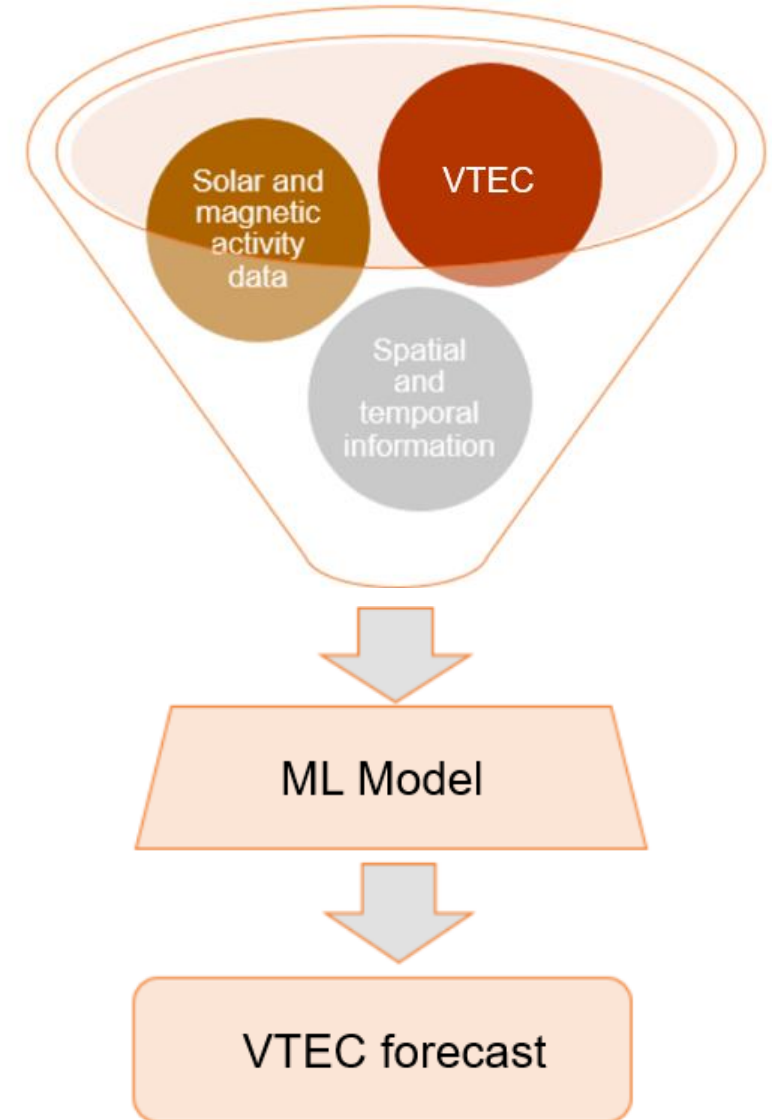 Solar and
magnetic
activity
data
VTEC
Spatial
and
temporal
information
ML Model
VTEC forecast